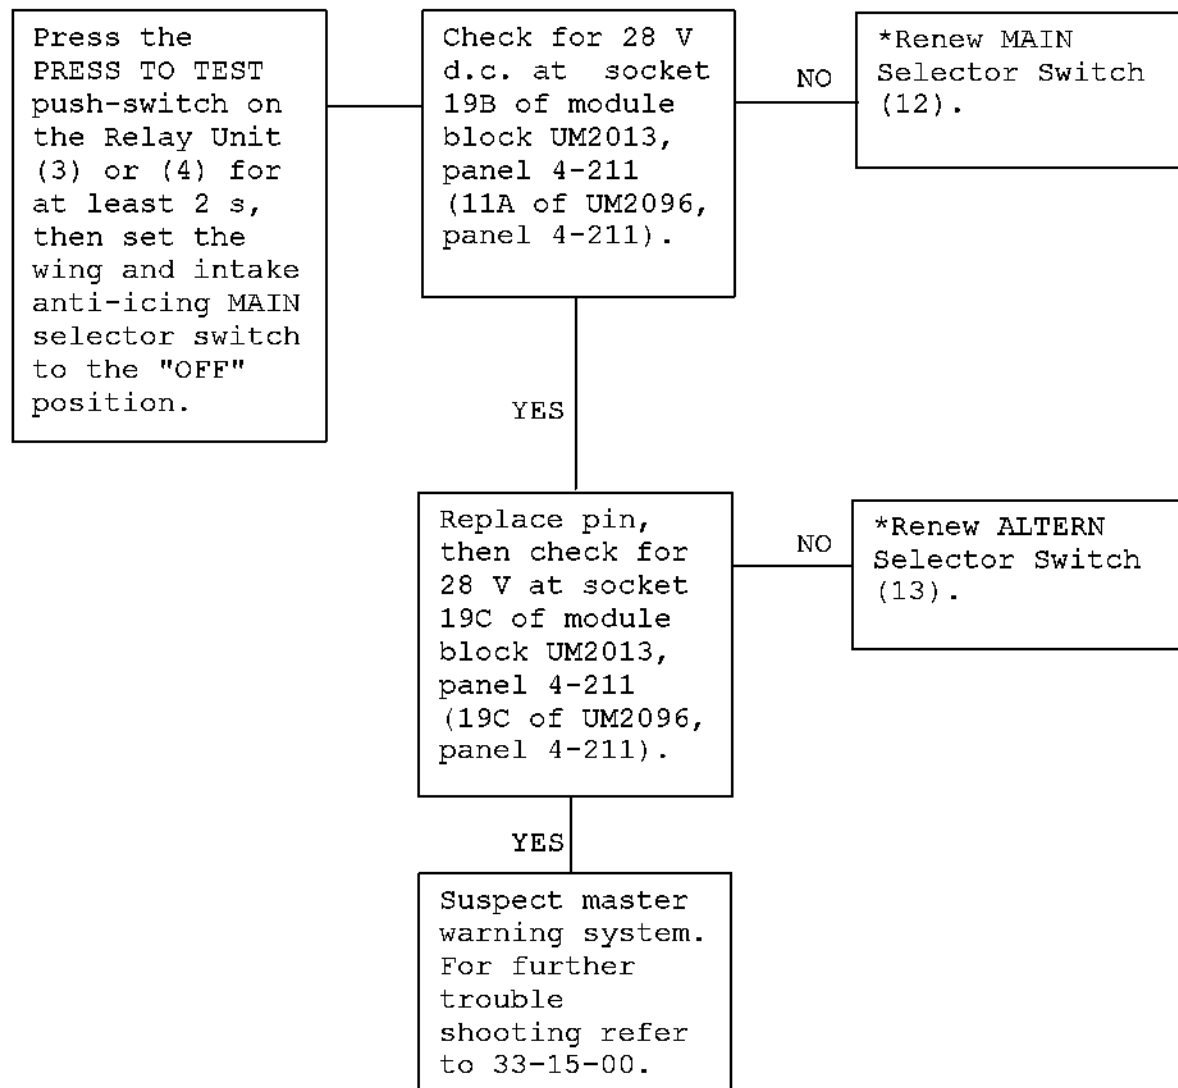 Press the
PRESS TO TEST
push-switch on
the Relay Unit
(3) or (4) for
at least 2 s,
then set the
wing and intake
anti-icing MAIN
selector switch
to the "OFF"
position.
Check for 28 V
d.c. at socket
19B of module
block UM2013,
panel 4-211
(11A of UM2096,
panel 4-211).
NO
*Renew MAIN
Selector Switch
(12).
YES
Replace pin,
then check for
28 V at socket
19C of module
block UM2013,
panel 4-211
(19C of UM2096,
panel 4-211).
NO
*Renew ALTERN
Selector Switch
(13).
YES
Suspect master
warning system.
For further
trouble
shooting refer
to 33-15-00.